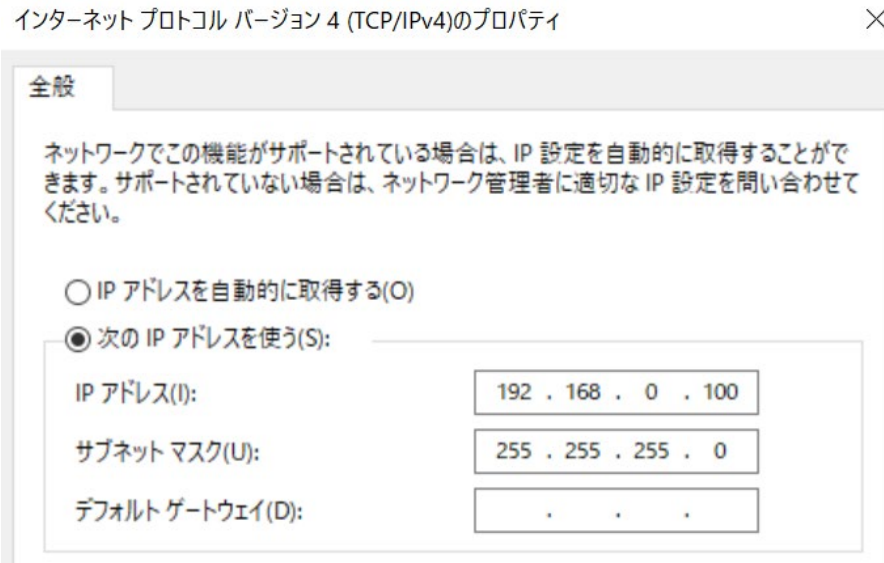 インターネット プロトコル バージョン 4 (TCP/IPv4)のプロパティ
全般
ネットワークでこの機能がサポートされている場合は、IP 設定を自動的に取得することがで
きます。サポートされていない場合は、ネットワーク管理者に適切な IP 設定を問い合わせて
ください。
IP アドレスを自動的に取得する(O)
次の IP アドレスを使う(S):
IP アドレス(I): 192 . 168 . 0 . 100
サブネット マスク(U): 255 . 255 . 255 . 0
デフォルト ゲートウェイ(D): . . .